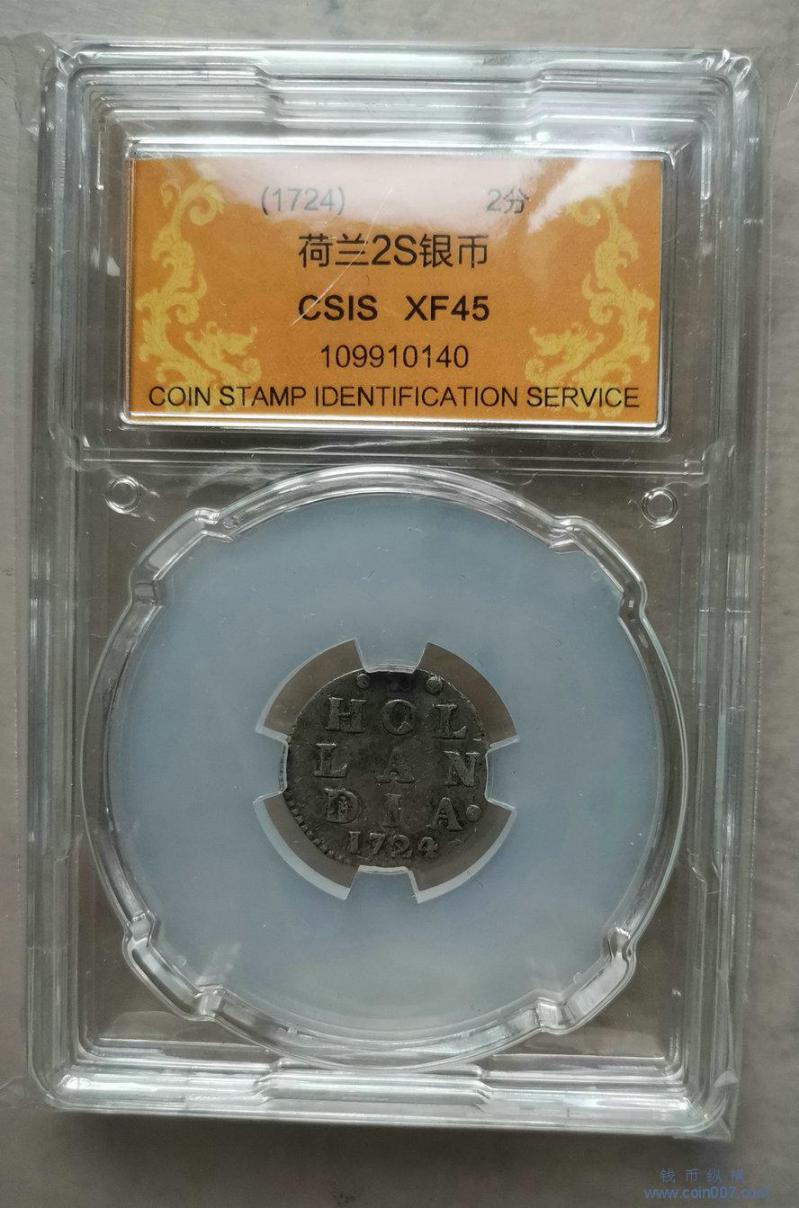 (1724) 2分
荷兰2S银币
CSIS XF45
109910140
COIN STAMP IDENTIFICATION SERVICE
HOL
LAN
DIA
1724
钱币纵横
www.coin007.com